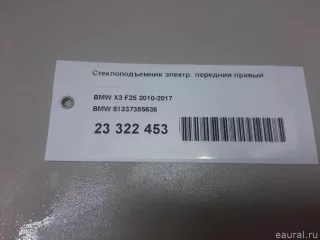 Стеклоподъемник электр. передний правый
BMW X3 F25 2010-2017
BMW 51337355636
23 322 453
eaural.ru